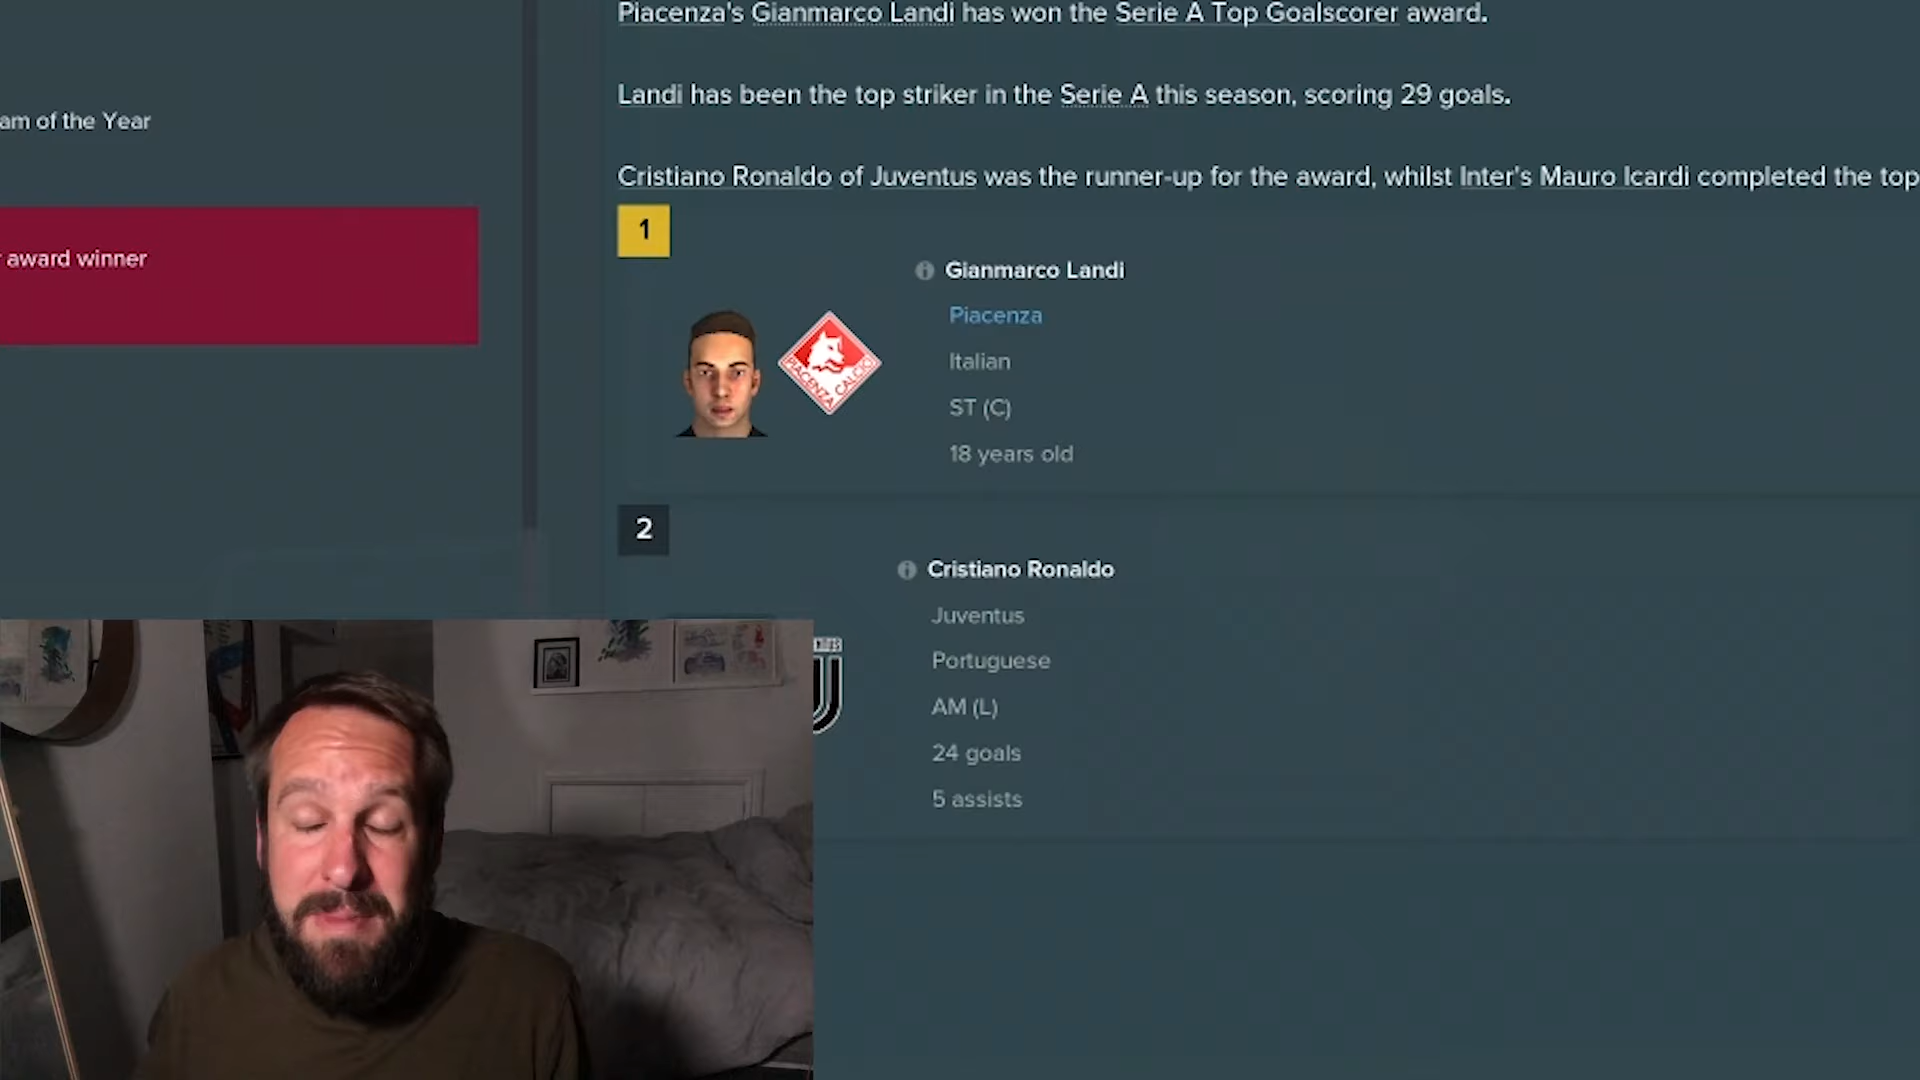 Piacenza's Gianmarco Landi has won the Serie A Top Goalscorer award.
Landi has been the top striker in the Serie A this season, scoring 29 goals.
am of the Year
Cristiano Ronaldo of Juventus was the runner-up for the award, whilst Inter's Mauro Icardi completed the top
1
award winner
Gianmarco Landi
Piacenza
Italian
ST (C)
18 years old
PIACENZA CALCIO
2
Cristiano Ronaldo
Juventus
Portuguese
AM (L)
24 goals
5 assists